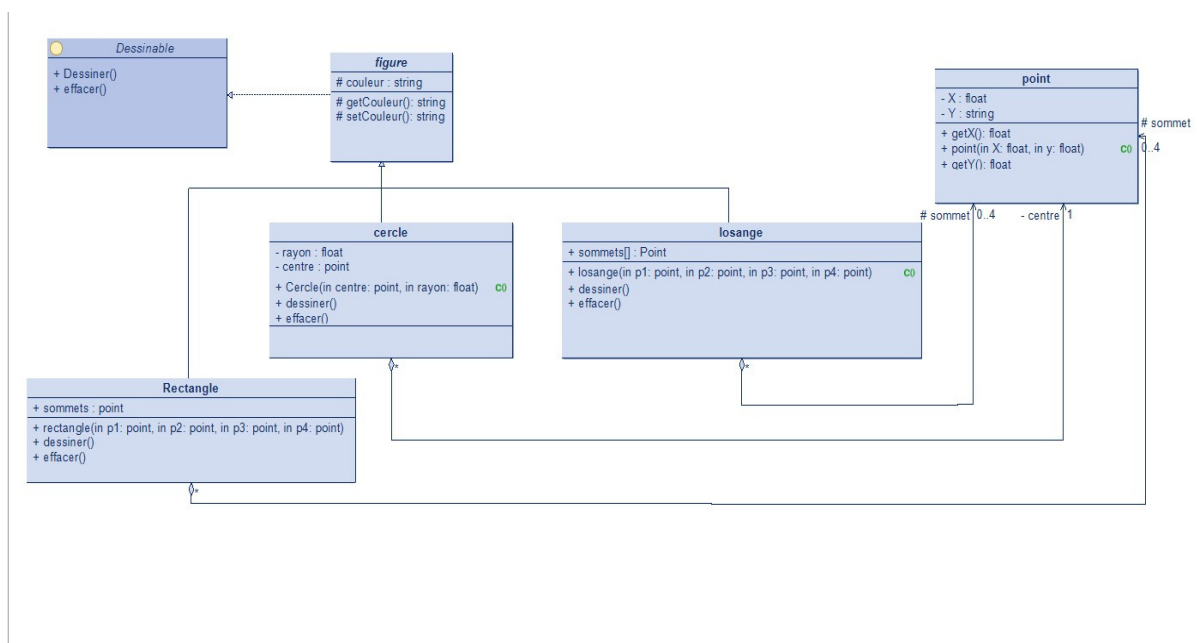 Dessinable
+ Dessiner()
+ effacer()
figure
# couleur : string
# getCouleur(): string
# setCouleur(): string
point
- X : float
- Y : string
+ getX(): float
+ point(in X: float, in y: float) C()
+ getY(): float
# sommet
0..4
# sommet 0..4
- centre 1
cercle
- rayon : float
- centre : point
+ Cercle(in centre: point, in rayon: float) C()
+ dessiner()
+ effacer()
*
losange
+ sommets[] : Point
+ losange(in p1: point, in p2: point, in p3: point, in p4: point) C()
+ dessiner()
+ effacer()
*
Rectangle
+ sommets : point
+ rectangle(in p1: point, in p2: point, in p3: point, in p4: point)
+ dessiner()
+ effacer()
*